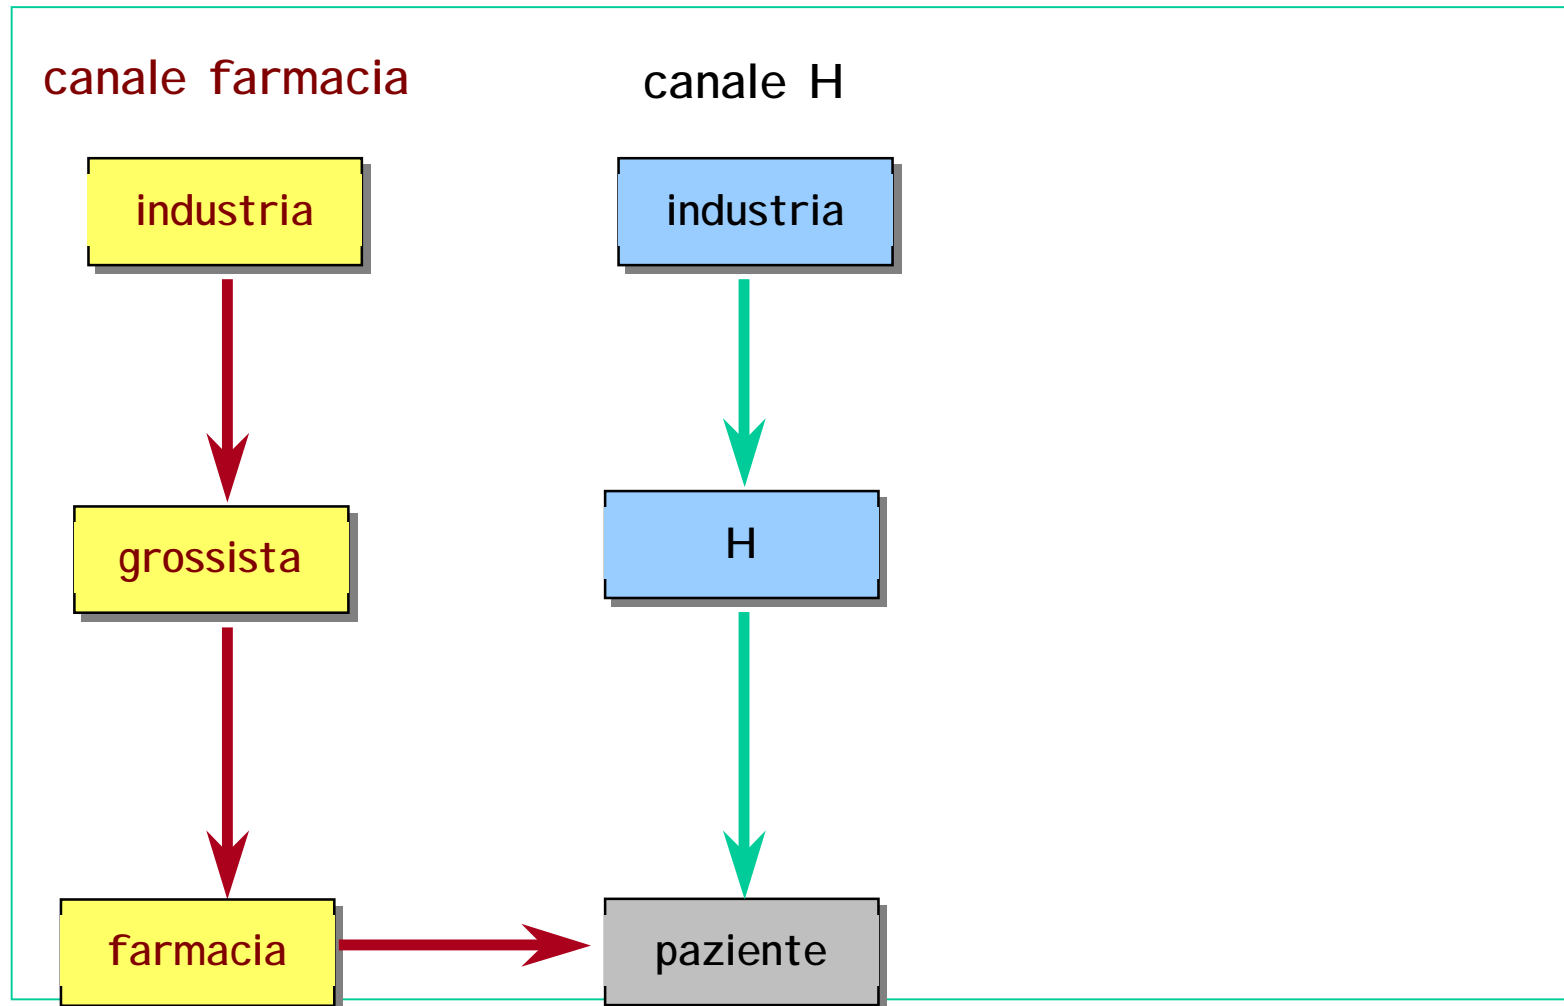 canale farmacia
canale H
industria
industria
grossista
H
farmacia
paziente